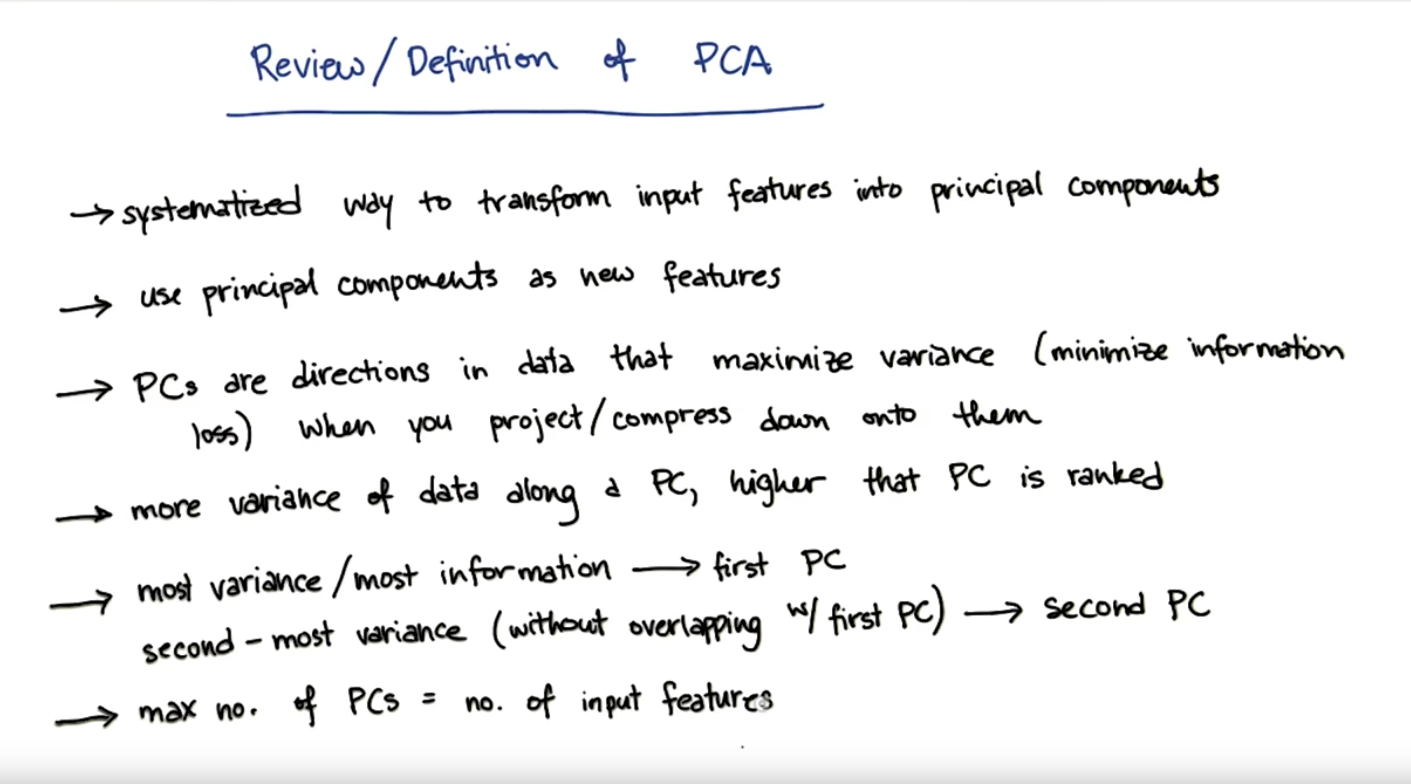 Review/Definition of PCA
→ systematized way to transform input features into principal components
→ use principal components as new features
→ PCs are directions in data that maximize variance (minimize information
loss) when you project/compress down onto them
→ more variance of data along a PC, higher that PC is ranked
→ most variance/most information → first PC
second-most variance (without overlapping w/ first PC) → second PC
→ max no. of PCs = no. of input features